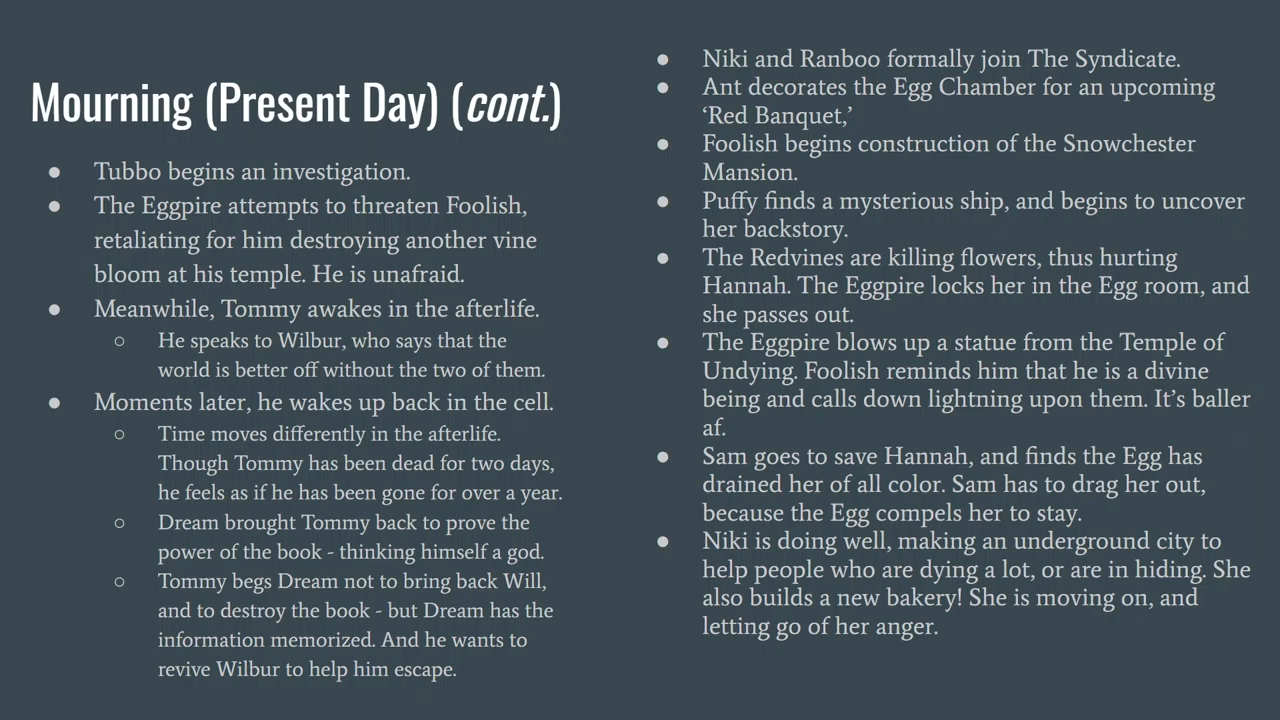 Mourning (Present Day) (cont.)
● Tubbo begins an investigation.
● The Eggpire attempts to threaten Foolish,
retaliating for him destroying another vine
bloom at his temple. He is unafraid.
● Meanwhile, Tommy awakes in the afterlife.
○ He speaks to Wilbur, who says that the
world is better off without the two of them.
● Moments later, he wakes up back in the cell.
○ Time moves differently in the afterlife.
Though Tommy has been dead for two days,
he feels as if he has been gone for over a year.
○ Dream brought Tommy back to prove the
power of the book - thinking himself a god.
○ Tommy begs Dream not to bring back Will,
and to destroy the book - but Dream has the
information memorized. And he wants to
revive Wilbur to help him escape.
● Niki and Ranboo formally join The Syndicate.
● Ant decorates the Egg Chamber for an upcoming
‘Red Banquet,’
● Foolish begins construction of the Snowchester
Mansion.
● Puffy finds a mysterious ship, and begins to uncover
her backstory.
● The Redvines are killing flowers, thus hurting
Hannah. The Eggpire locks her in the Egg room, and
she passes out.
● The Eggpire blows up a statue from the Temple of
Undying. Foolish reminds him that he is a divine
being and calls down lightning upon them. It’s baller
af.
● Sam goes to save Hannah, and finds the Egg has
drained her of all color. Sam has to drag her out,
because the Egg compels her to stay.
● Niki is doing well, making an underground city to
help people who are dying a lot, or are in hiding. She
also builds a new bakery! She is moving on, and
letting go of her anger.